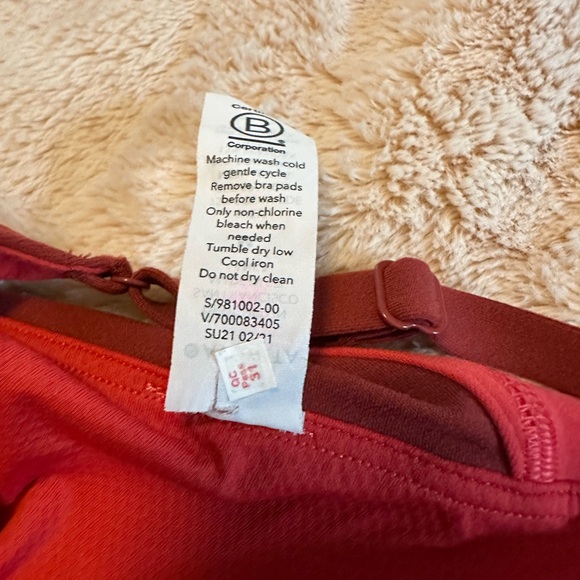 B
Corporation
Machine wash cold
gentle cycle
Remove bra pads
before wash
Only non-chlorine
bleach when
needed
Tumble dry low
Cool iron
Do not dry clean
S/981002-00
V/700083405
SU21 02/21
QC
Pass
51